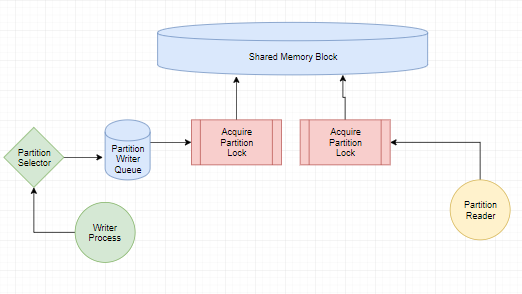 Shared Memory Block
Partition
Selector
Partition
Writer
Queue
Acquire
Partition
Lock
Acquire
Partition
Lock
Writer
Process
Partition
Reader